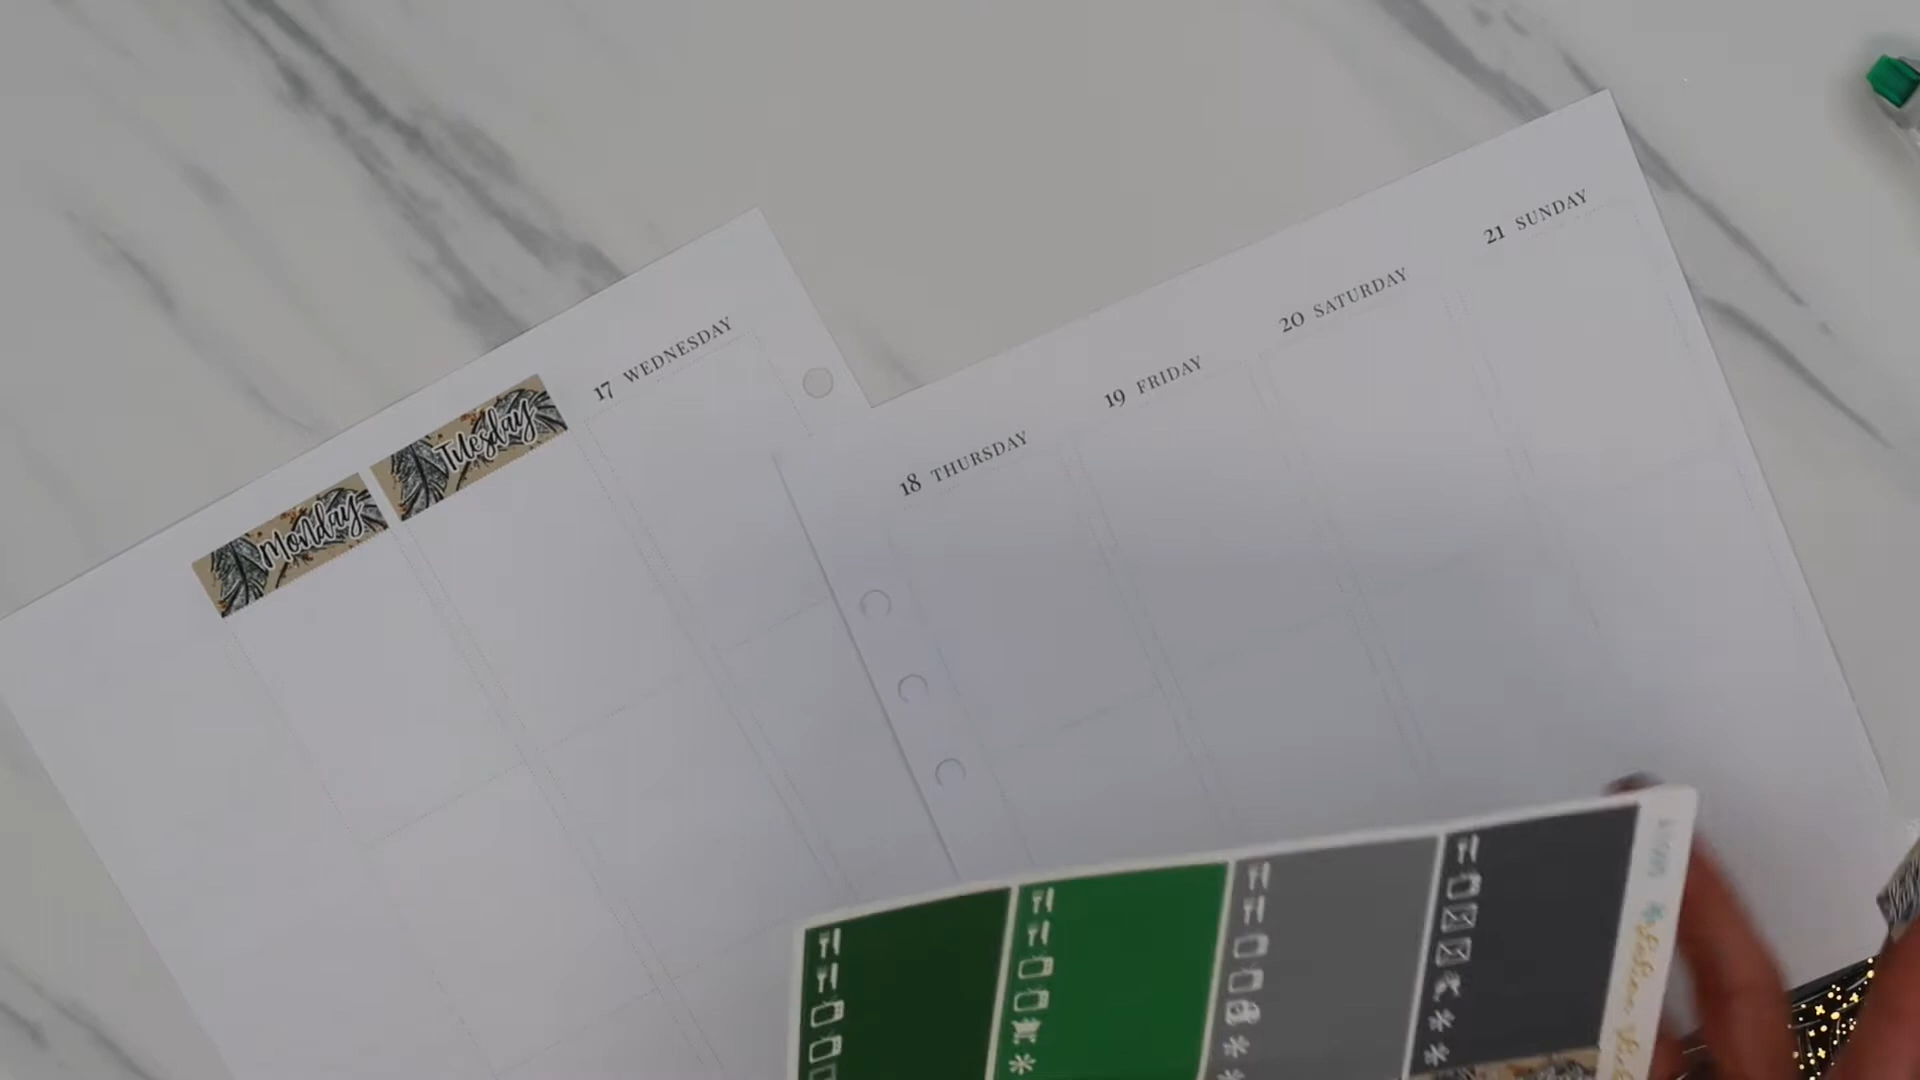 Monday
Tuesday
17 WEDNESDAY
18 THURSDAY
19 FRIDAY
20 SATURDAY
21 SUNDAY